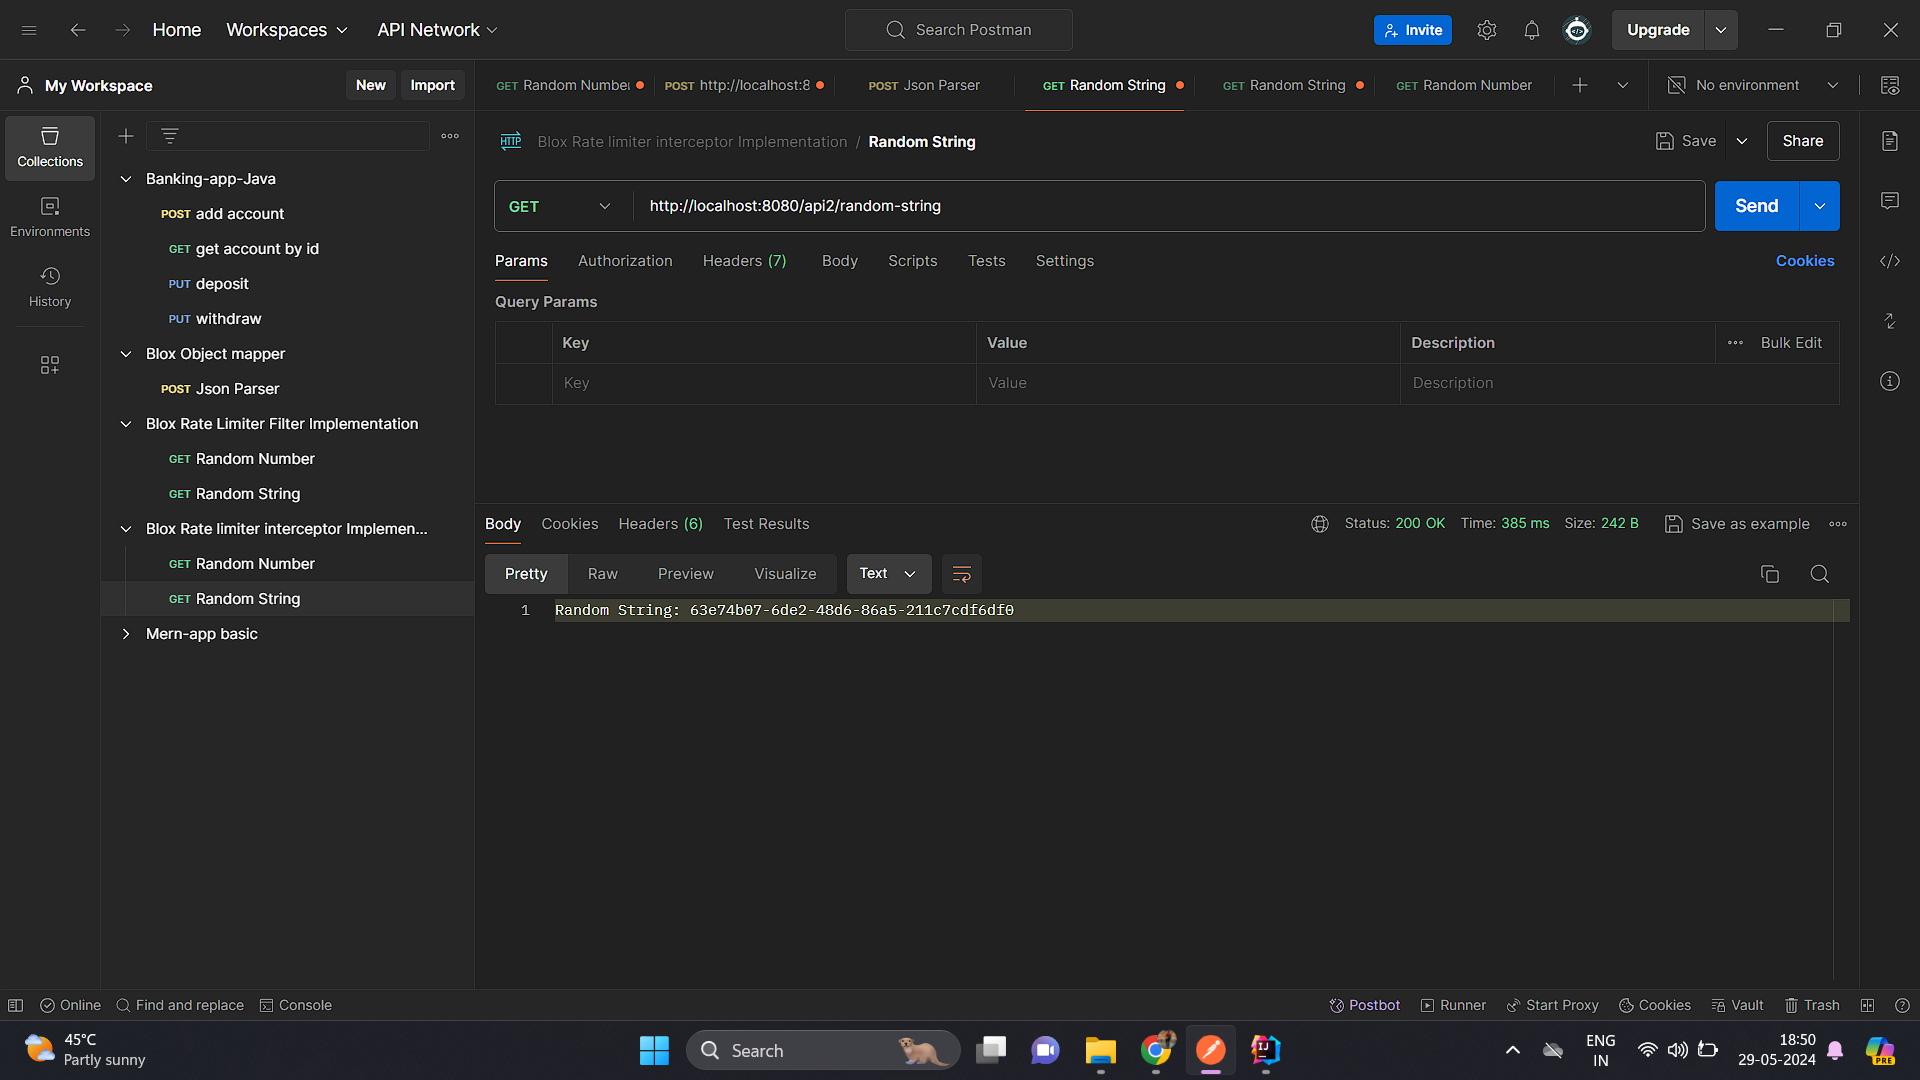 Home Workspaces API Network Search Postman Invite Upgrade
My Workspace New Import GET Random Number POST http://localhost:8 POST Json Parser GET Random String GET Random String GET Random Number No environment
Collections
Environments
History
Banking-app-Java
POST add account
GET get account by id
PUT deposit
PUT withdraw
Blox Object mapper
POST Json Parser
Blox Rate Limiter Filter Implementation
GET Random Number
GET Random String
Blox Rate limiter interceptor Implemen...
GET Random Number
GET Random String
Mern-app basic
HTTP Blox Rate limiter interceptor Implementation / Random String Save Share
GET http://localhost:8080/api2/random-string Send
Params Authorization Headers (7) Body Scripts Tests Settings Cookies
Query Params
Key Value Description Bulk Edit
Key Value Description
Body Cookies Headers (6) Test Results Status: 200 OK Time: 385 ms Size: 242 B Save as example
Pretty Raw Preview Visualize Text
1 Random String: 63e74b07-6de2-48d6-86a5-211c7cdf6df0
Online Find and replace Console Postbot Runner Start Proxy Cookies Vault Trash
45°C
Partly sunny
Search
ENG
IN
18:50
29-05-2024
PRE